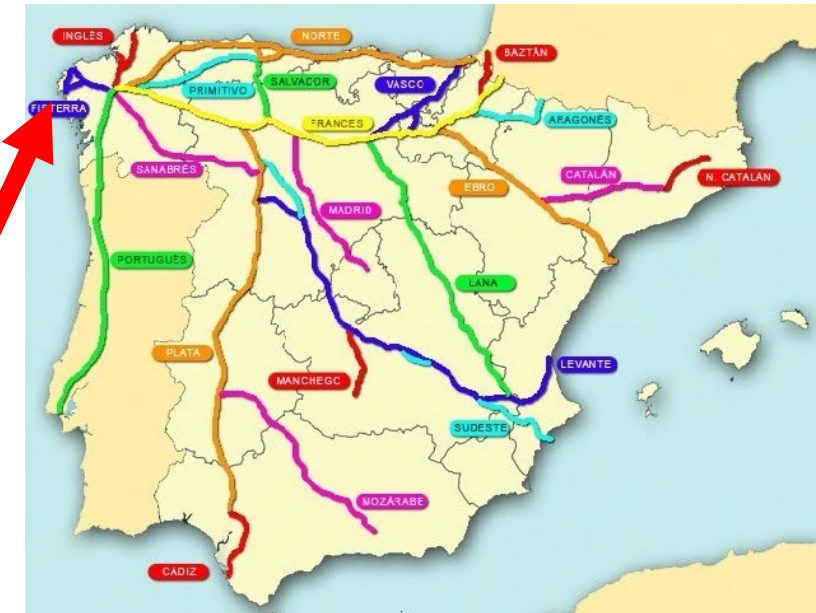 INGLÉS
NORTE
BAZTÁN
PRIMITIVO
SALVADOR
VASCO
FISTERRA
FRANCES
ARAGONÉS
SANABRÉS
EBRO
CATALÁN
N. CATALÁN
MADRID
PORTUGUÉS
LANA
PLATA
MANCHEGO
LEVANTE
SUDESTE
MOZÁRABE
CÁDIZ